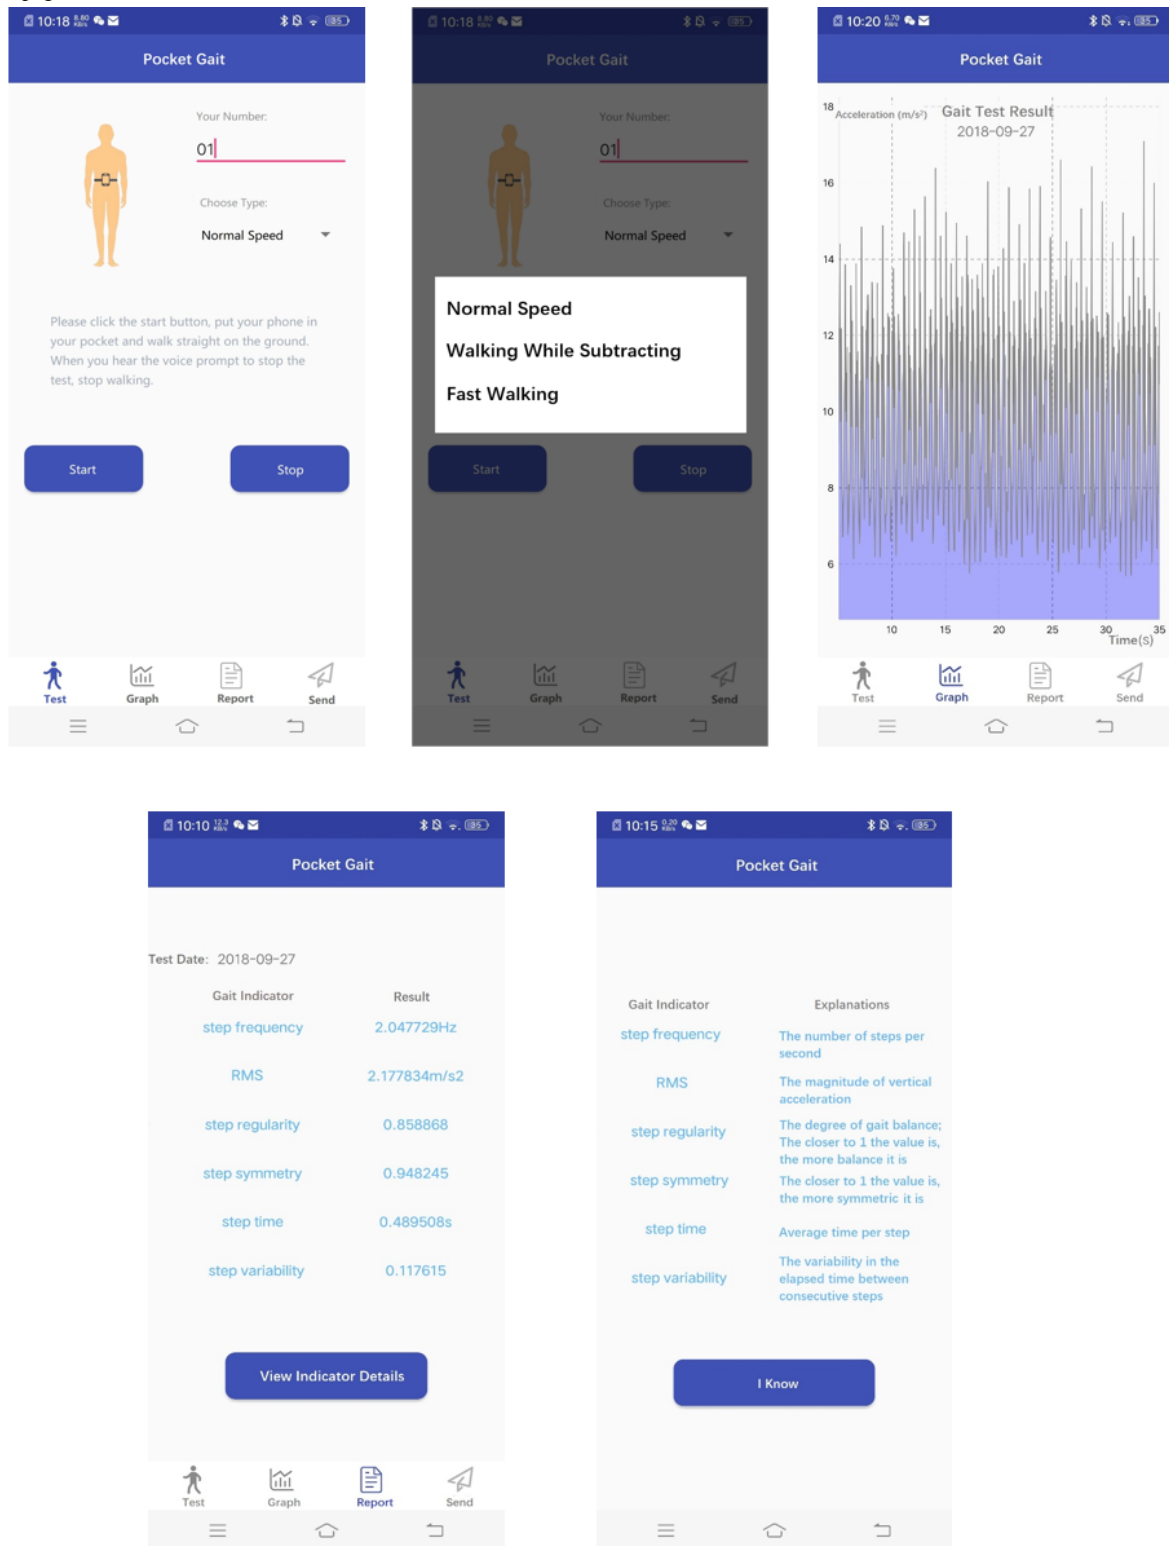 10:18
Pocket Gait
Your Number:
01
Choose Type:
Normal Speed
Please click the start button, put your phone in
your pocket and walk straight on the ground.
When you hear the voice prompt to stop the
test, stop walking.
Start
Stop
Test
Graph
Report
Send
10:18
Pocket Gait
Your Number:
01
Choose Type:
Normal Speed
Normal Speed
Walking While Subtracting
Fast Walking
Start
Stop
Test
Graph
Report
Send
10:20
Pocket Gait
Gait Test Result
2018-09-27
Acceleration (m/s²)
18
16
14
12
10
8
6
10 15 20 25 30 35
Time(s)
Test
Graph
Report
Send
10:10
Pocket Gait
Test Date: 2018-09-27
Gait Indicator Result
step frequency 2.047729Hz
RMS 2.177834m/s2
step regularity 0.858868
step symmetry 0.948245
step time 0.489508s
step variability 0.117615
View Indicator Details
Test
Graph
Report
Send
10:15
Pocket Gait
Gait Indicator Explanations
step frequency
The number of steps per
second
RMS
The magnitude of vertical
acceleration
step regularity
The degree of gait balance;
The closer to 1 the value is,
the more balance it is
step symmetry
The closer to 1 the value is,
the more symmetric it is
step time
Average time per step
step variability
The variability in the
elapsed time between
consecutive steps
I Know